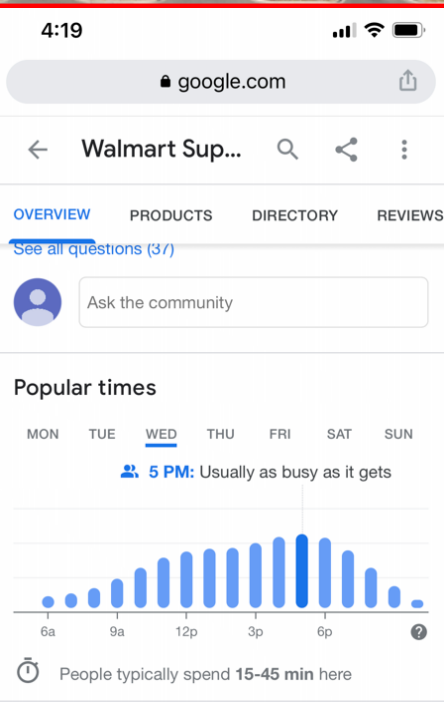 4:19
google.com
Walmart Sup...
OVERVIEW PRODUCTS DIRECTORY REVIEWS
See all questions (37)
Ask the community
Popular times
MON TUE WED THU FRI SAT SUN
5 PM: Usually as busy as it gets
6a 9a 12p 3p 6p ?
People typically spend 15-45 min here